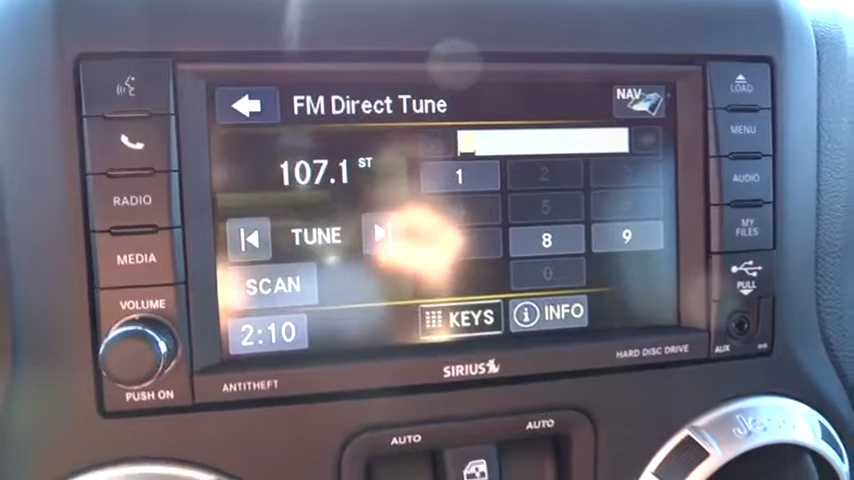 FM Direct Tune
NAV
LOAD
MENU
107.1 ST
1
2
RADIO
AUDIO
5
MY FILES
TUNE
8
9
MEDIA
0
SCAN
PULL
VOLUME
KEYS
INFO
2:10
AUX
PUSH ON
ANTITHEFT
SIRIUS
HARD DISC DRIVE
AUTO
AUTO
Jeep